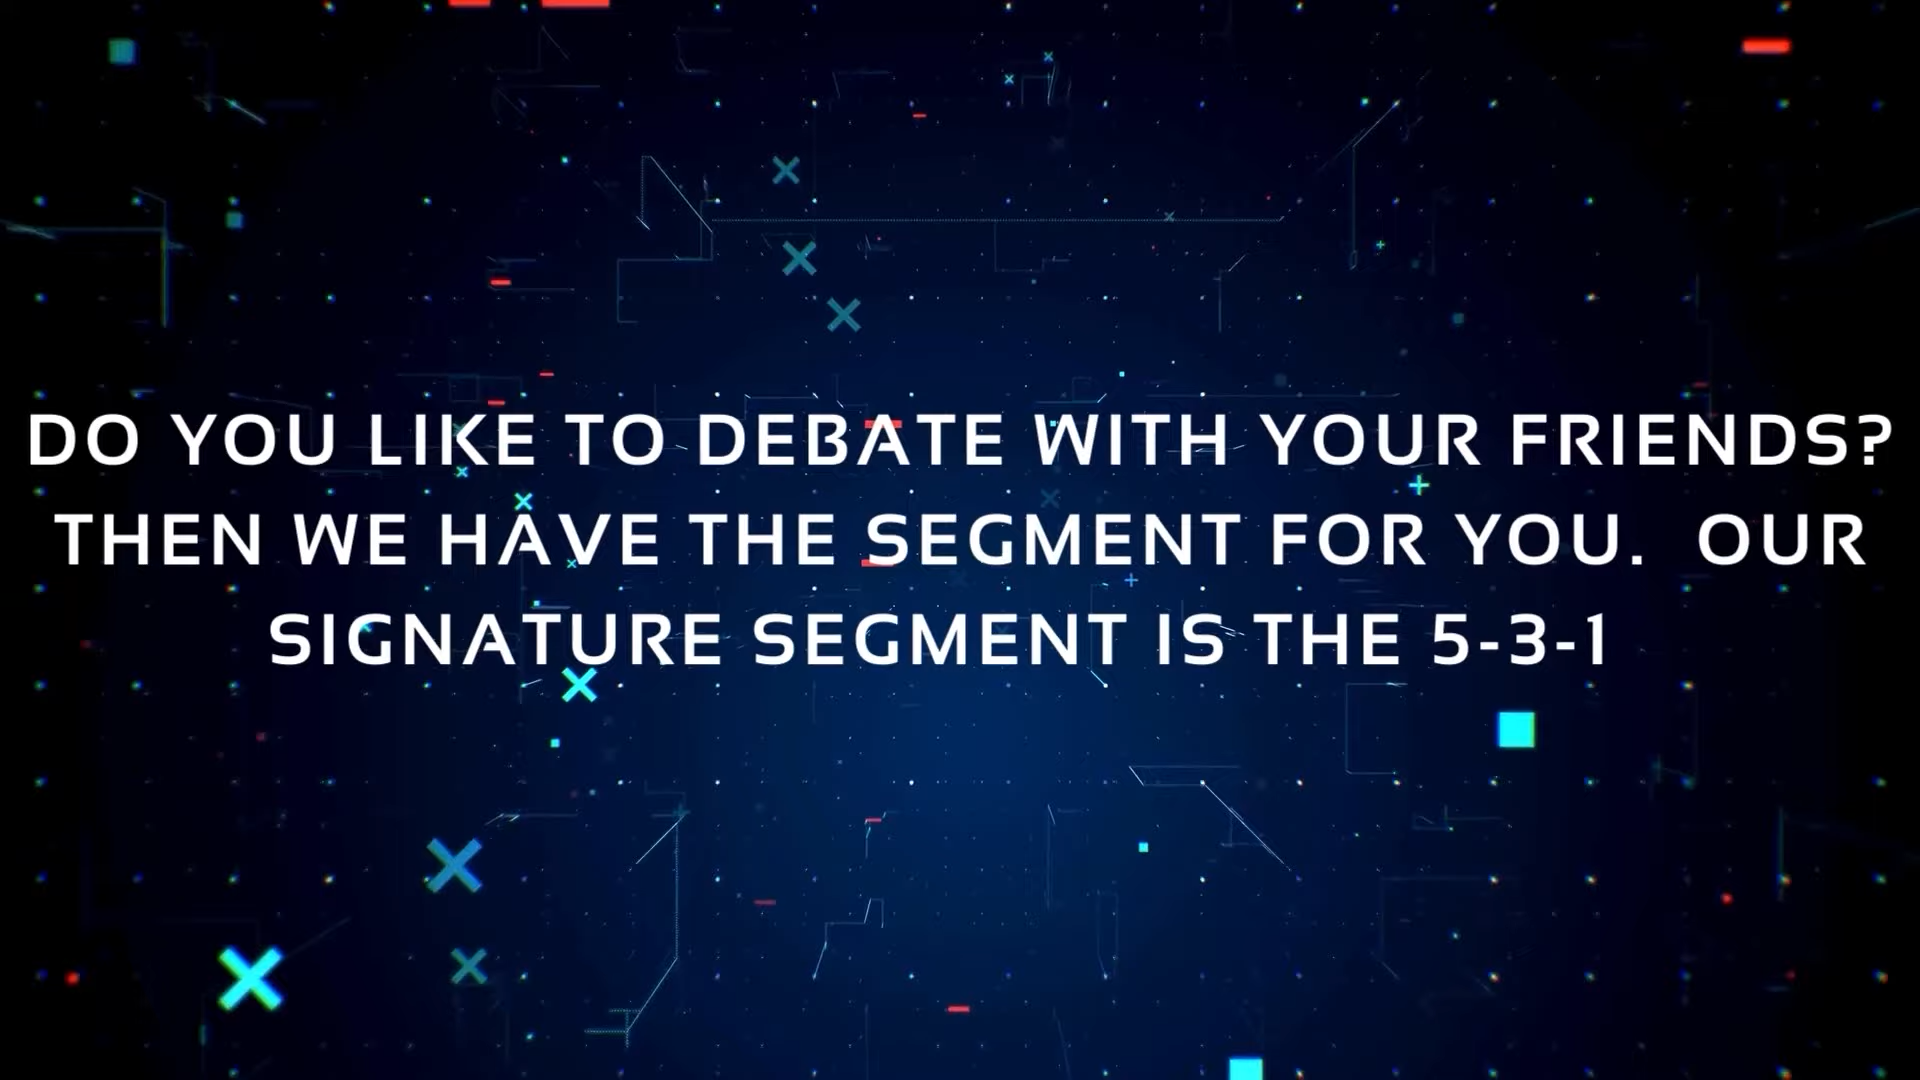 DO YOU LIKE TO DEBATE WITH YOUR FRIENDS?
THEN WE HAVE THE SEGMENT FOR YOU.  OUR
SIGNATURE SEGMENT IS THE 5-3-1